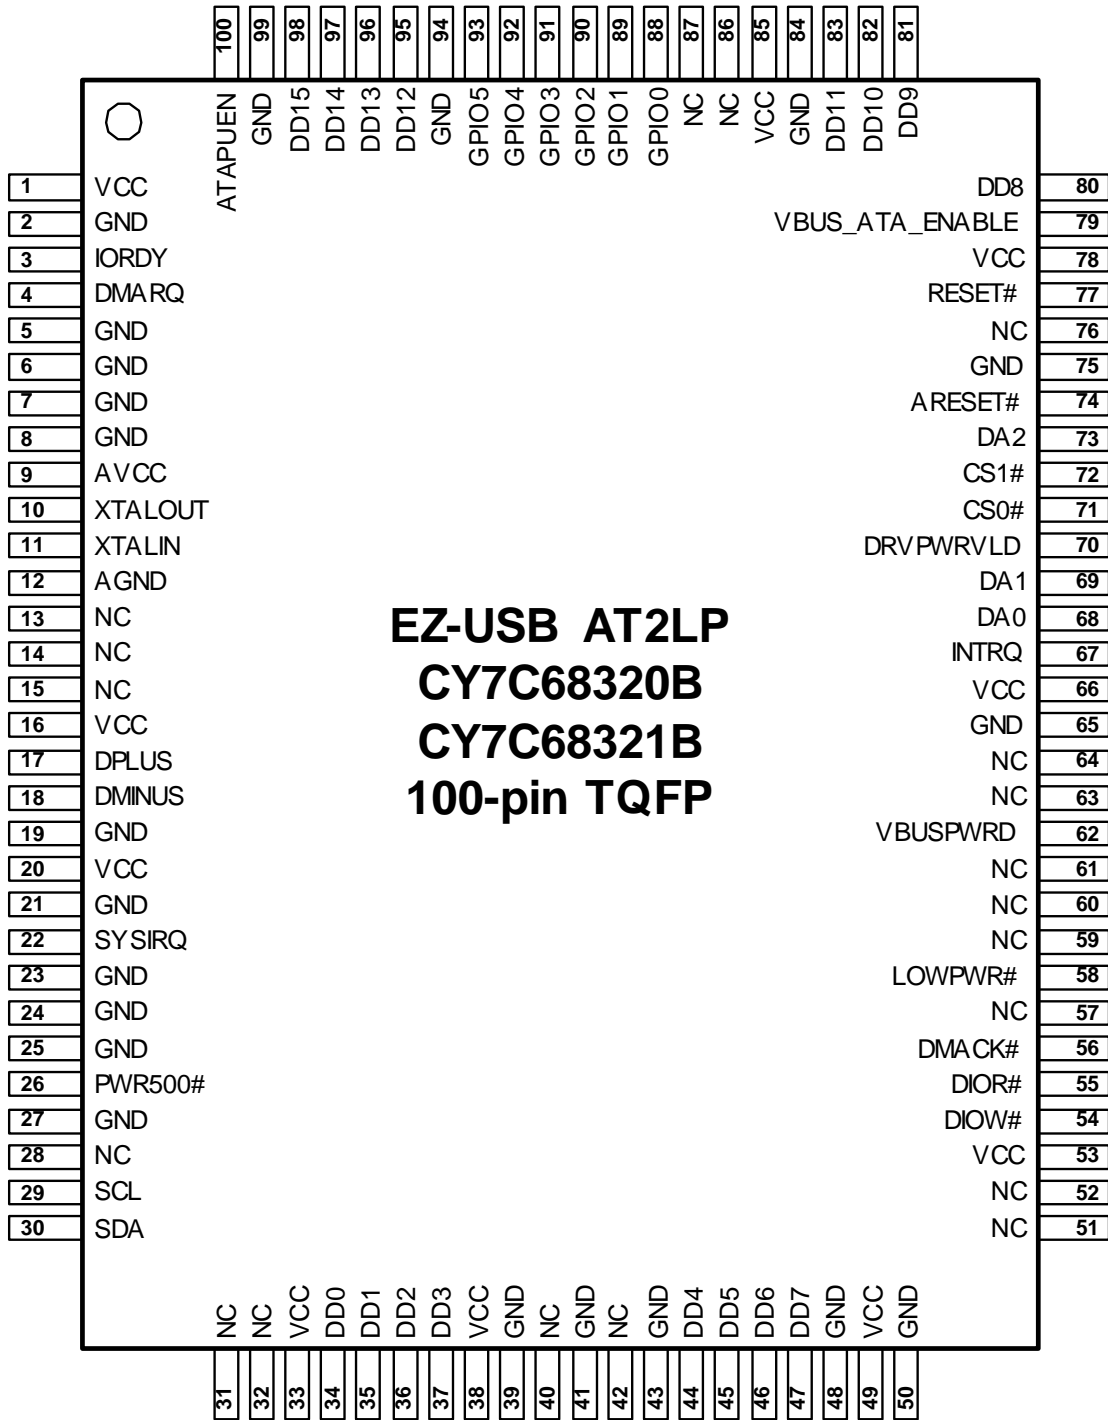 100 99 98 97 96 95 94 93 92 91 90 89 88 87 86 85 84 83 82 81
ATAPUEN GND DD15 DD14 DD13 DD12 GND GPIO5 GPIO4 GPIO3 GPIO2 GPIO1 GPIO0 NC NC VCC GND DD11 DD10 DD9
1 VCC DD8 80
2 GND VBUS_ATA_ENABLE 79
3 IORDY VCC 78
4 DMARQ RESET# 77
5 GND NC 76
6 GND GND 75
7 GND ARESET# 74
8 GND DA2 73
9 AVCC CS1# 72
10 XTALOUT CS0# 71
11 XTALIN DRVPWRVLD 70
12 AGND DA1 69
13 NC DA0 68
14 NC INTRQ 67
15 NC VCC 66
16 VCC GND 65
17 DPLUS NC 64
18 DMINUS NC 63
19 GND VBUSPWRD 62
20 VCC NC 61
21 GND NC 60
22 SYSIRQ NC 59
23 GND LOWPWR# 58
24 GND NC 57
25 GND DMACK# 56
26 PWR500# DIOR# 55
27 GND DIOW# 54
28 NC VCC 53
29 SCL NC 52
30 SDA NC 51
EZ-USB AT2LP
CY7C68320B
CY7C68321B
100-pin TQFP
NC NC VCC DD0 DD1 DD2 DD3 VCC GND NC GND NC GND DD4 DD5 DD6 DD7 GND VCC GND
31 32 33 34 35 36 37 38 39 40 41 42 43 44 45 46 47 48 49 50